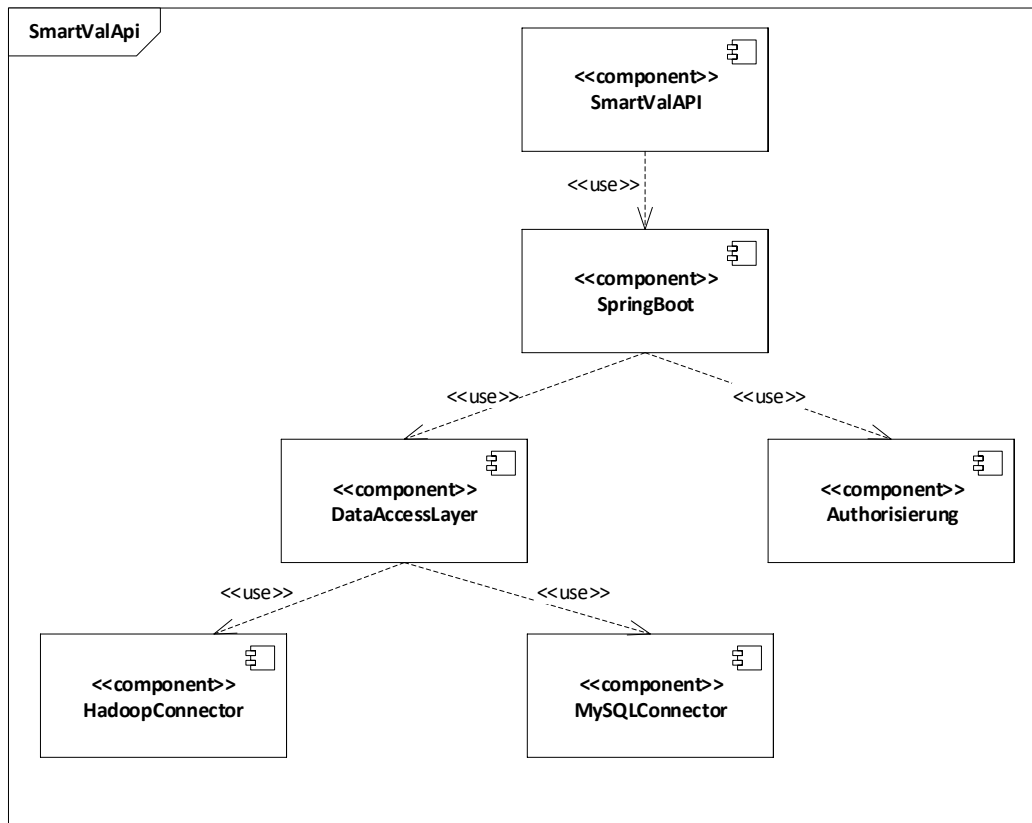 SmartValApi
<<component>>
SmartValAPI
<<use>>
<<component>>
SpringBoot
<<use>>
<<use>>
<<component>>
DataAccessLayer
<<component>>
Authorisierung
<<use>>
<<use>>
<<component>>
HadoopConnector
<<component>>
MySQLConnector